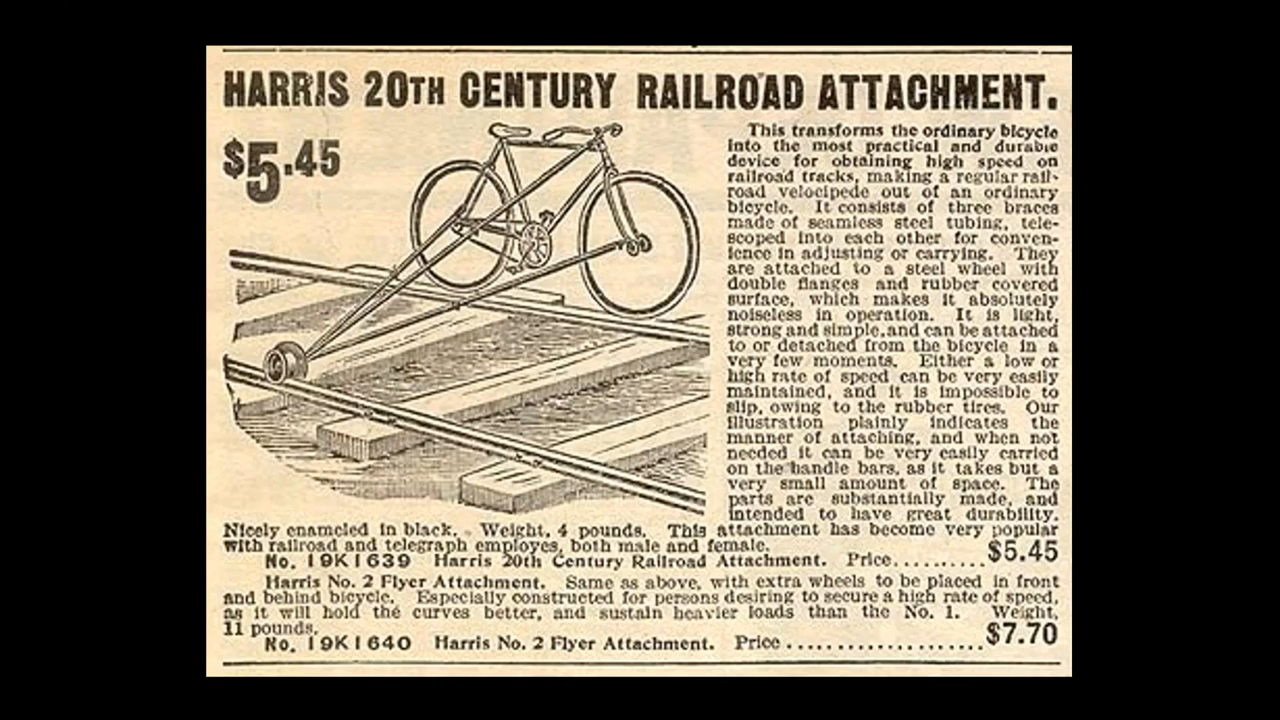 HARRIS 20TH CENTURY RAILROAD ATTACHMENT.
$5.45
This transforms the ordinary bicycle
into the most practical and durable
device for obtaining high speed on
railroad tracks, making a regular rail-
road velocipede out of an ordinary
bicycle. It consists of three braces
made of seamless steel tubing, tele-
scoped into each other for conven-
ience in adjusting or carrying. They
are attached to a steel wheel with
double flanges and rubber covered
surface, which makes it absolutely
noiseless in operation. It is light,
strong and simple, and can be attached
to or detached from the bicycle in a
very few moments. Either a low or
high rate of speed can be very easily
maintained, and it is impossible to
slip, owing to the rubber tires. Our
illustration plainly indicates the
manner of attaching, and when not
needed it can be very easily carried
on the handle bars, as it takes but a
very small amount of space. The
parts are substantially made, and
intended to have great durability.
Nicely enameled in black. Weight, 4 pounds. This attachment has become very popular
with railroad and telegraph employes, both male and female.
No. 19K1639 Harris 20th Century Railroad Attachment. Price.......... $5.45
Harris No. 2 Flyer Attachment. Same as above, with extra wheels to be placed in front
and behind bicycle. Especially constructed for persons desiring to secure a high rate of speed,
as it will hold the curves better, and sustain heavier loads than the No. 1. Weight,
11 pounds.
No. 19K1640 Harris No. 2 Flyer Attachment. Price.................... $7.70